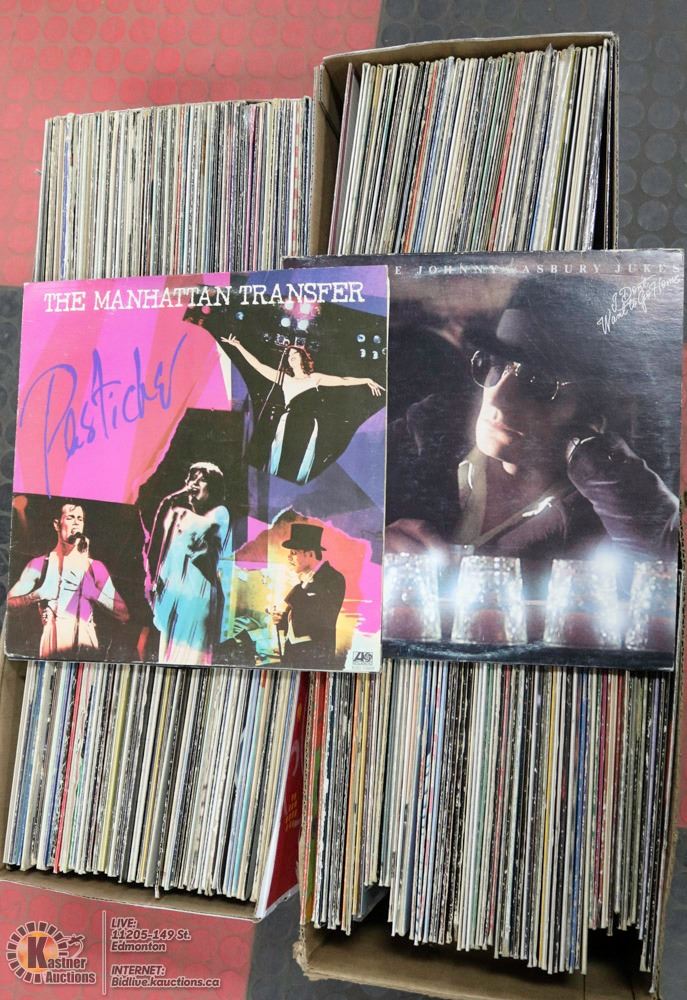 THE MANHATTAN TRANSFER
Pastiche
E JOHNNY ASBURY JUKES
I Don't
Want to Go Home
Kastner
Auctions
LIVE:
11205-149 St.
Edmonton
INTERNET:
Bidlive.kauctions.ca